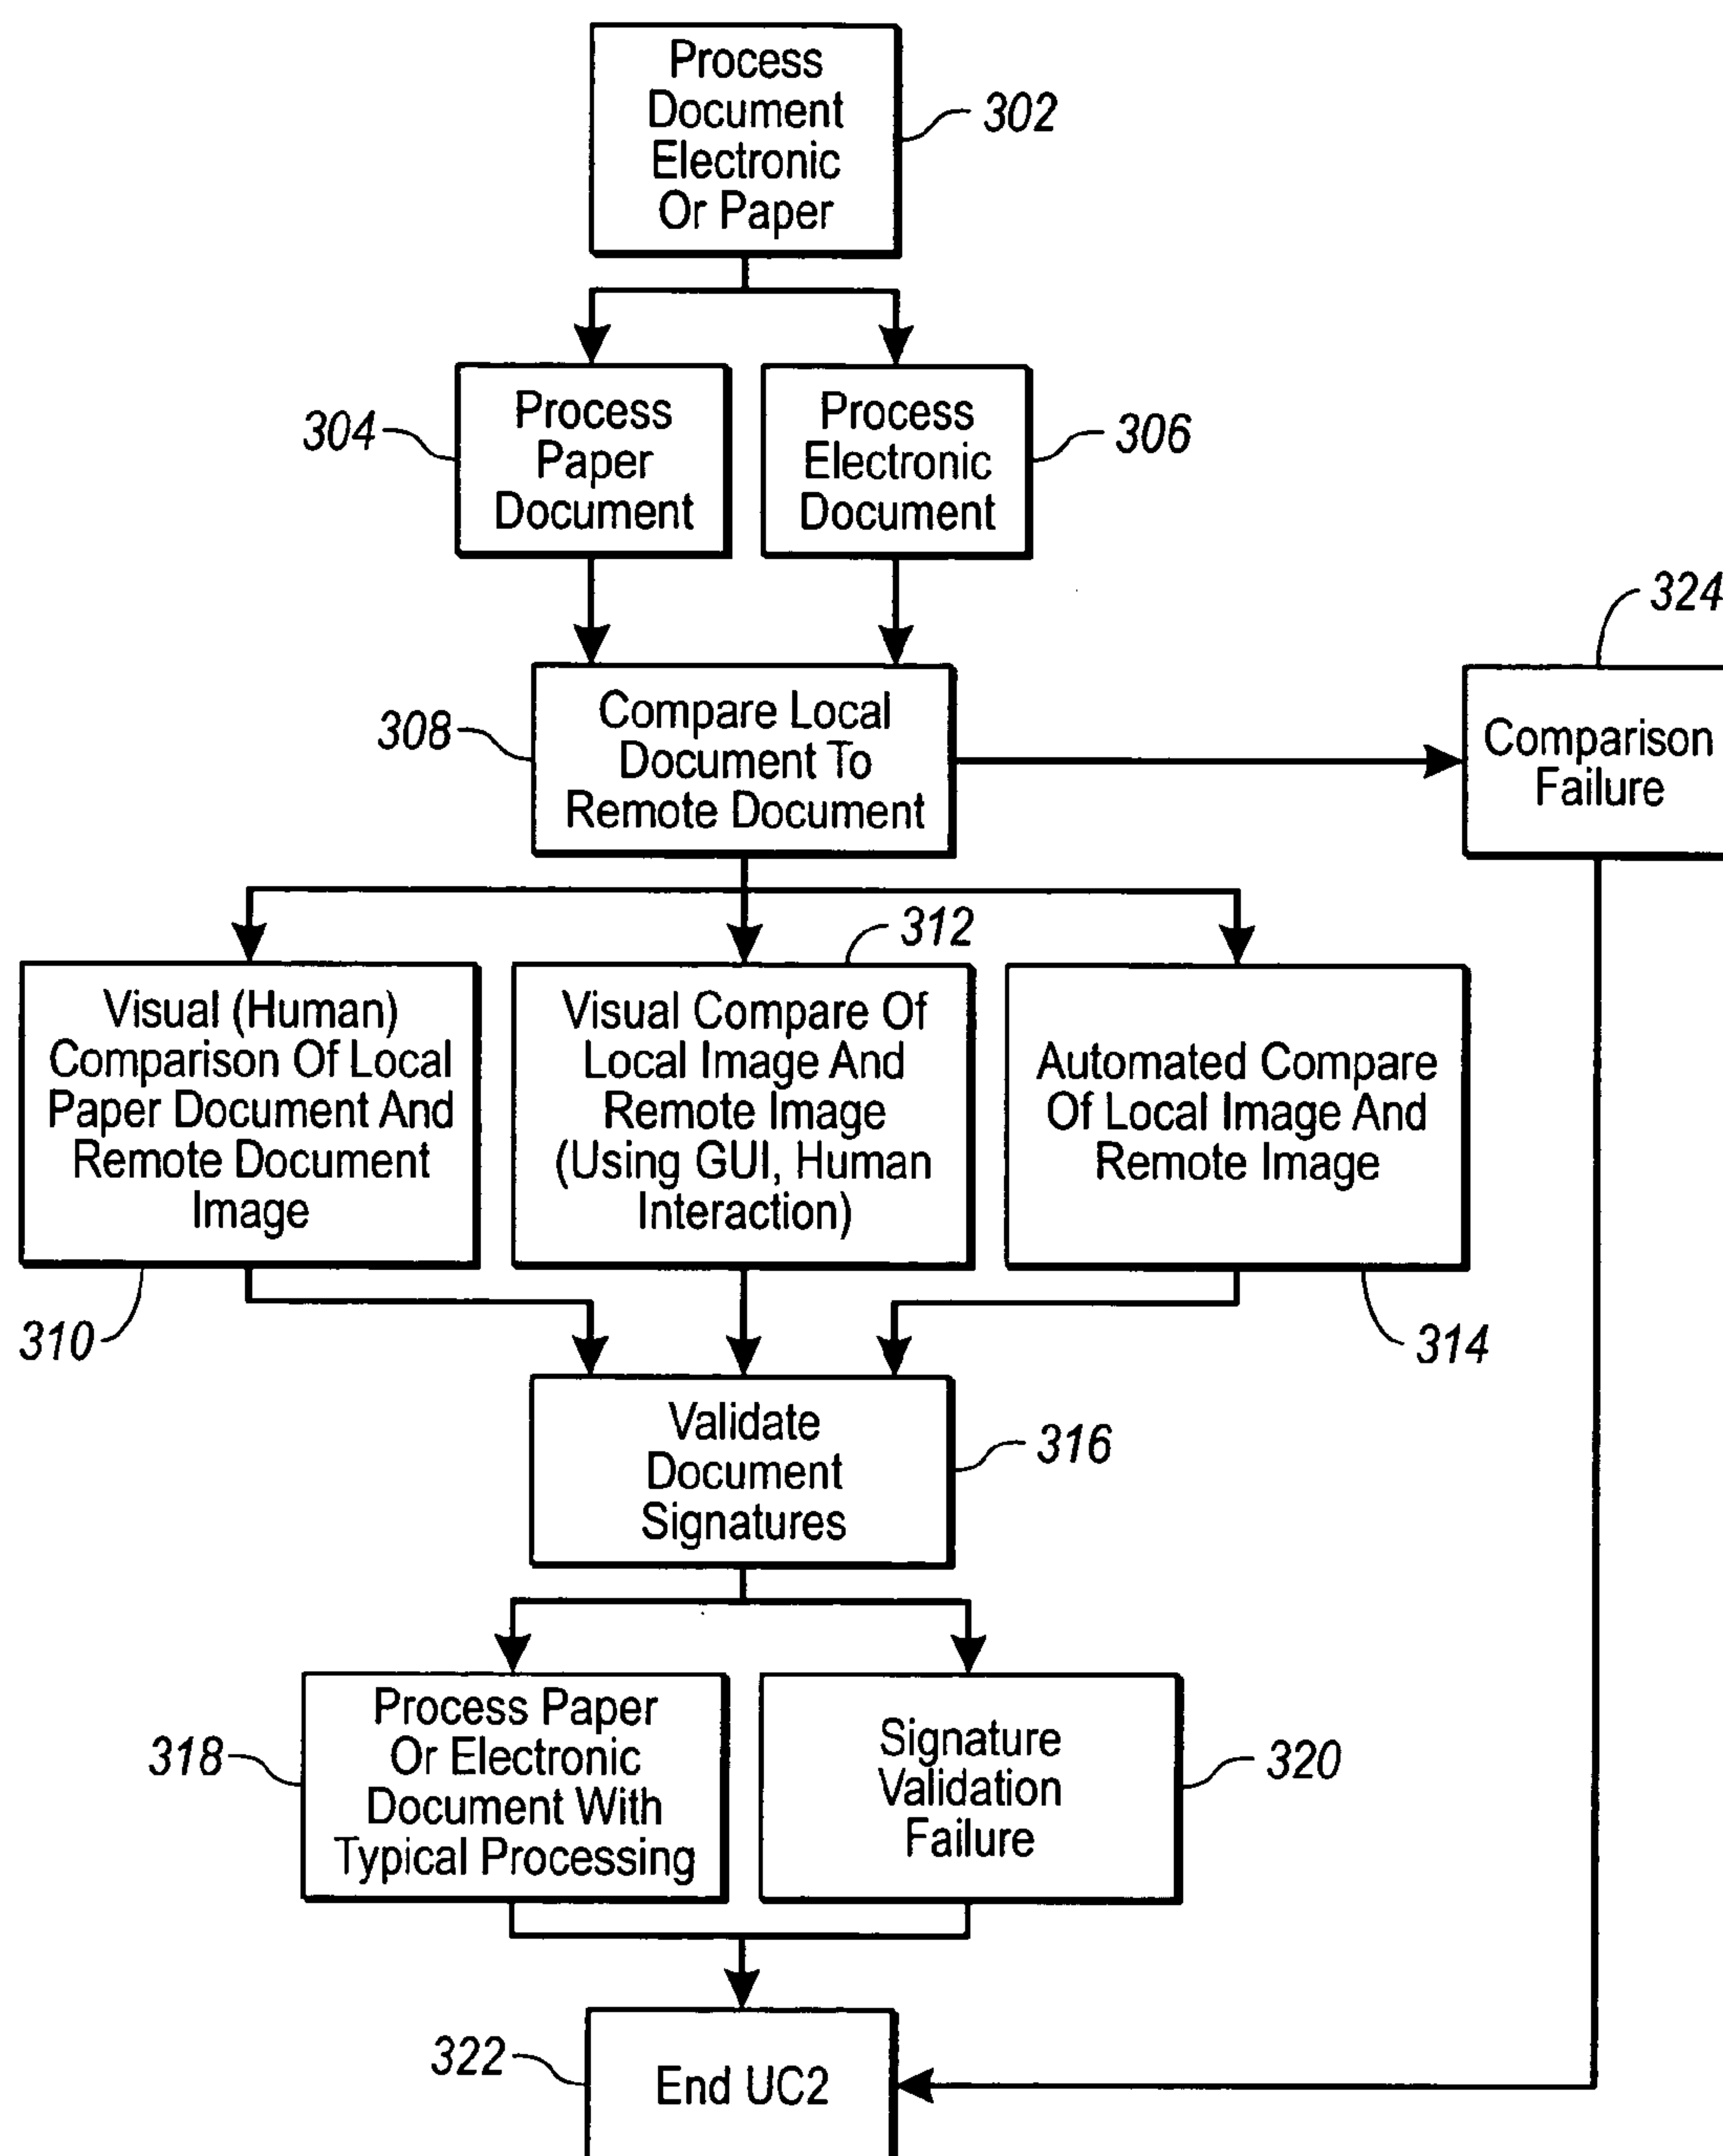 Process
Document
Electronic
Or Paper
302
304
Process
Paper
Document
Process
Electronic
Document
306
324
308
Compare Local
Document To
Remote Document
Comparison
Failure
312
Visual (Human)
Comparison Of Local
Paper Document And
Remote Document
Image
Visual Compare Of
Local Image And
Remote Image
(Using GUI, Human
Interaction)
Automated Compare
Of Local Image And
Remote Image
310
314
Validate
Document
Signatures
316
318
Process Paper
Or Electronic
Document With
Typical Processing
Signature
Validation
Failure
320
322
End UC2